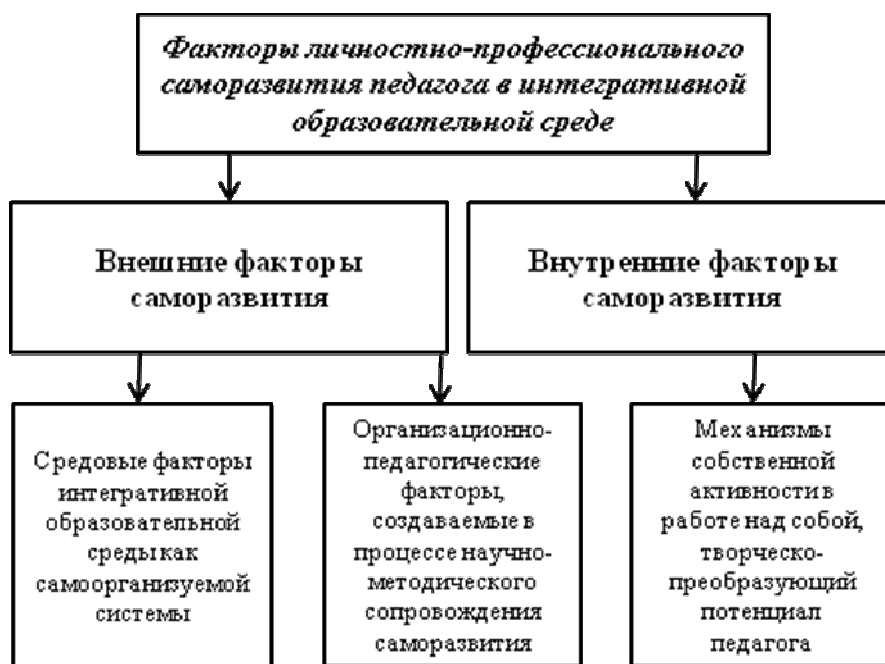 Факторы личностно-профессионального
саморазвития педагога в интегративной
образовательной среде
Внешние факторы
саморазвития
Внутренние факторы
саморазвития
Средовые факторы
интегративной
образовательной
среды как
самоорганизуемой
системы
Организационно-
педагогические
факторы,
создаваемые в
процессе научно-
методического
сопровождения
саморазвития
Механизмы
собственной
активности в
работе над собой,
творческо-
преобразующий
потенциал
педагога